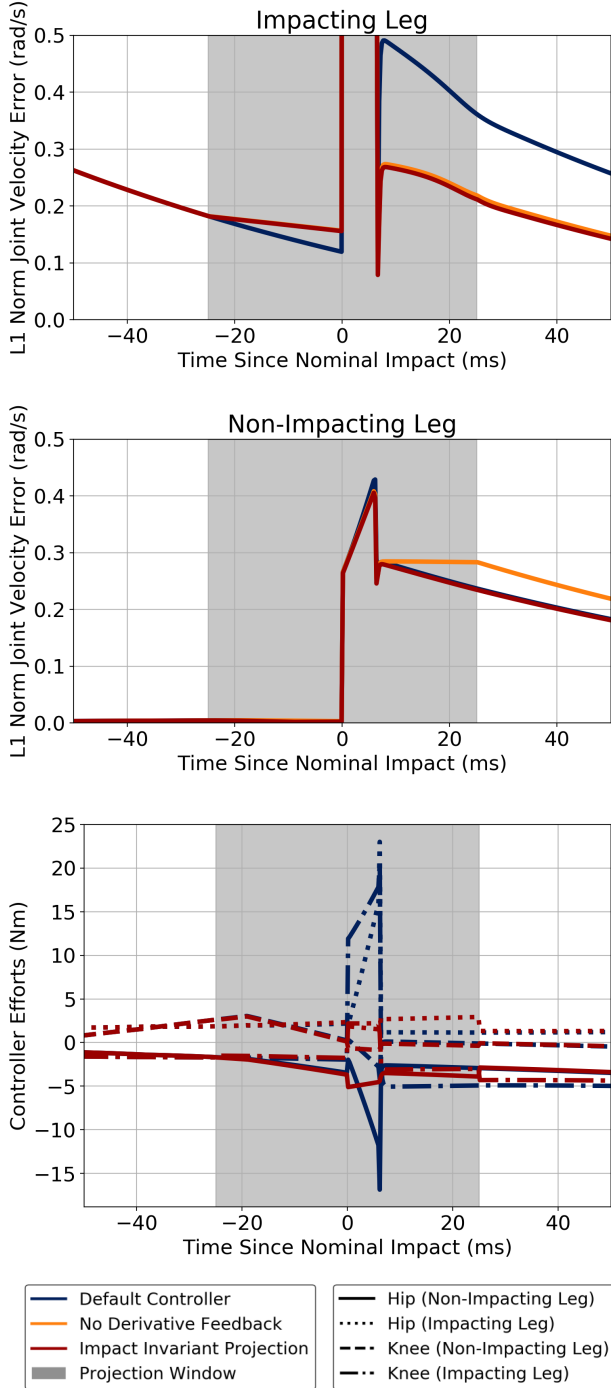 Impacting Leg
L1 Norm Joint Velocity Error (rad/s)
0.5
0.4
0.3
0.2
0.1
0.0
−40 −20 0 20 40
Time Since Nominal Impact (ms)
Non-Impacting Leg
L1 Norm Joint Velocity Error (rad/s)
0.5
0.4
0.3
0.2
0.1
0.0
−40 −20 0 20 40
Time Since Nominal Impact (ms)
Controller Efforts (Nm)
25
20
15
10
5
0
−5
−10
−15
−40 −20 0 20 40
Time Since Nominal Impact (ms)
Default Controller
No Derivative Feedback
Impact Invariant Projection
Projection Window
Hip (Non-Impacting Leg)
Hip (Impacting Leg)
Knee (Non-Impacting Leg)
Knee (Impacting Leg)